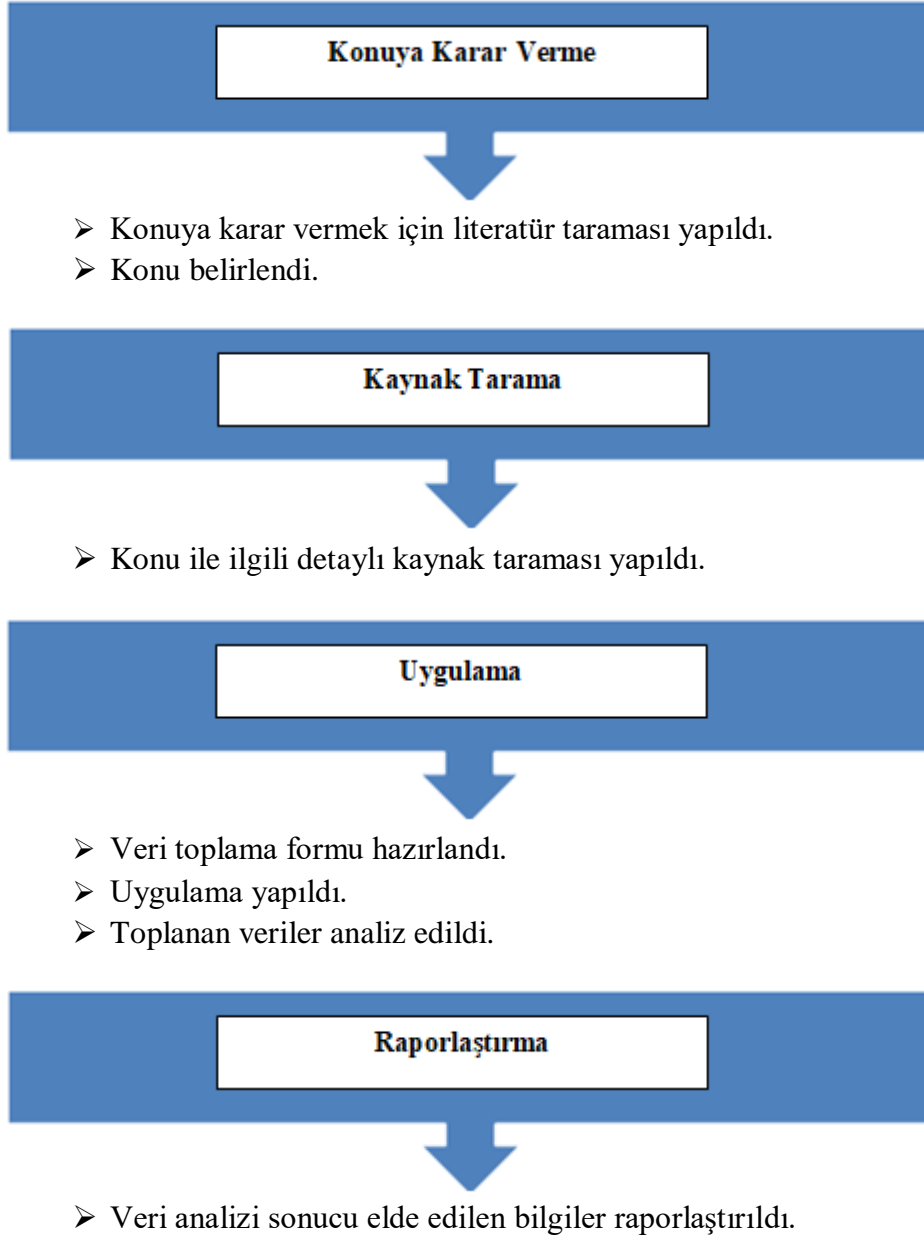 Konuya Karar Verme
➢ Konuya karar vermek için literatür taraması yapıldı.
➢ Konu belirlendi.
Kaynak Tarama
➢ Konu ile ilgili detaylı kaynak taraması yapıldı.
Uygulama
➢ Veri toplama formu hazırlandı.
➢ Uygulama yapıldı.
➢ Toplanan veriler analiz edildi.
Raporlaştırma
➢ Veri analizi sonucu elde edilen bilgiler raporlaştırıldı.